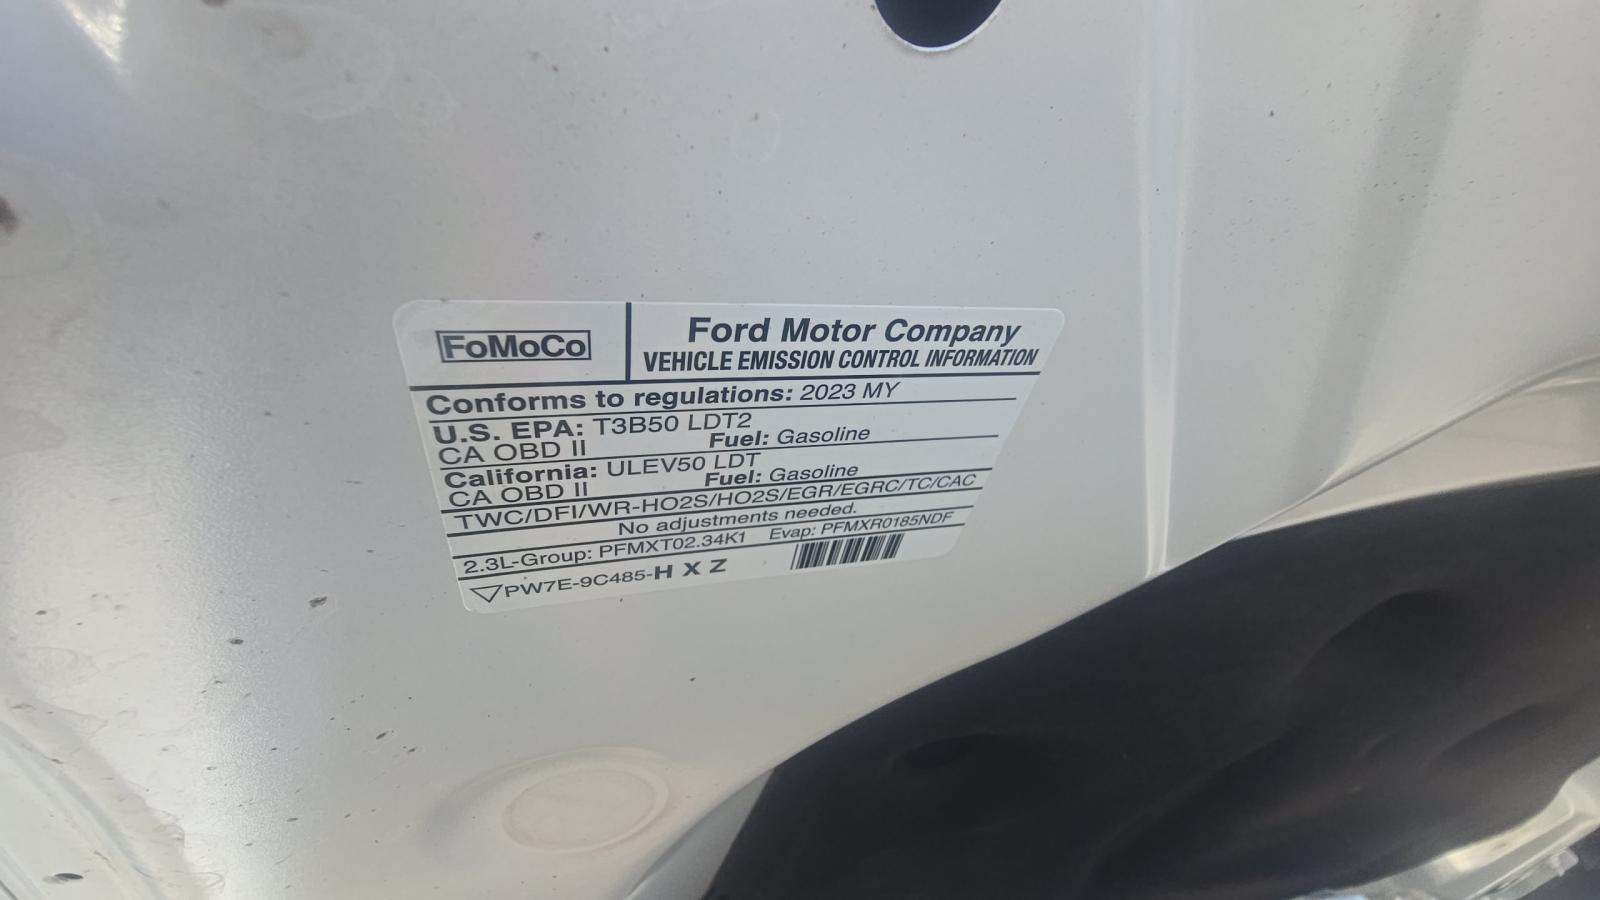 FoMoCo
Ford Motor Company
VEHICLE EMISSION CONTROL INFORMATION
Conforms to regulations: 2023 MY
U.S. EPA: T3B50 LDT2
CA OBD II Fuel: Gasoline
California: ULEV50 LDT
CA OBD II Fuel: Gasoline
TWC/DFI/WR-HO2S/HO2S/EGR/EGRC/TC/CAC
No adjustments needed.
2.3L-Group: PFMXT02.34K1 Evap: PFMXR0185NDF
PW7E-9C485-H X Z